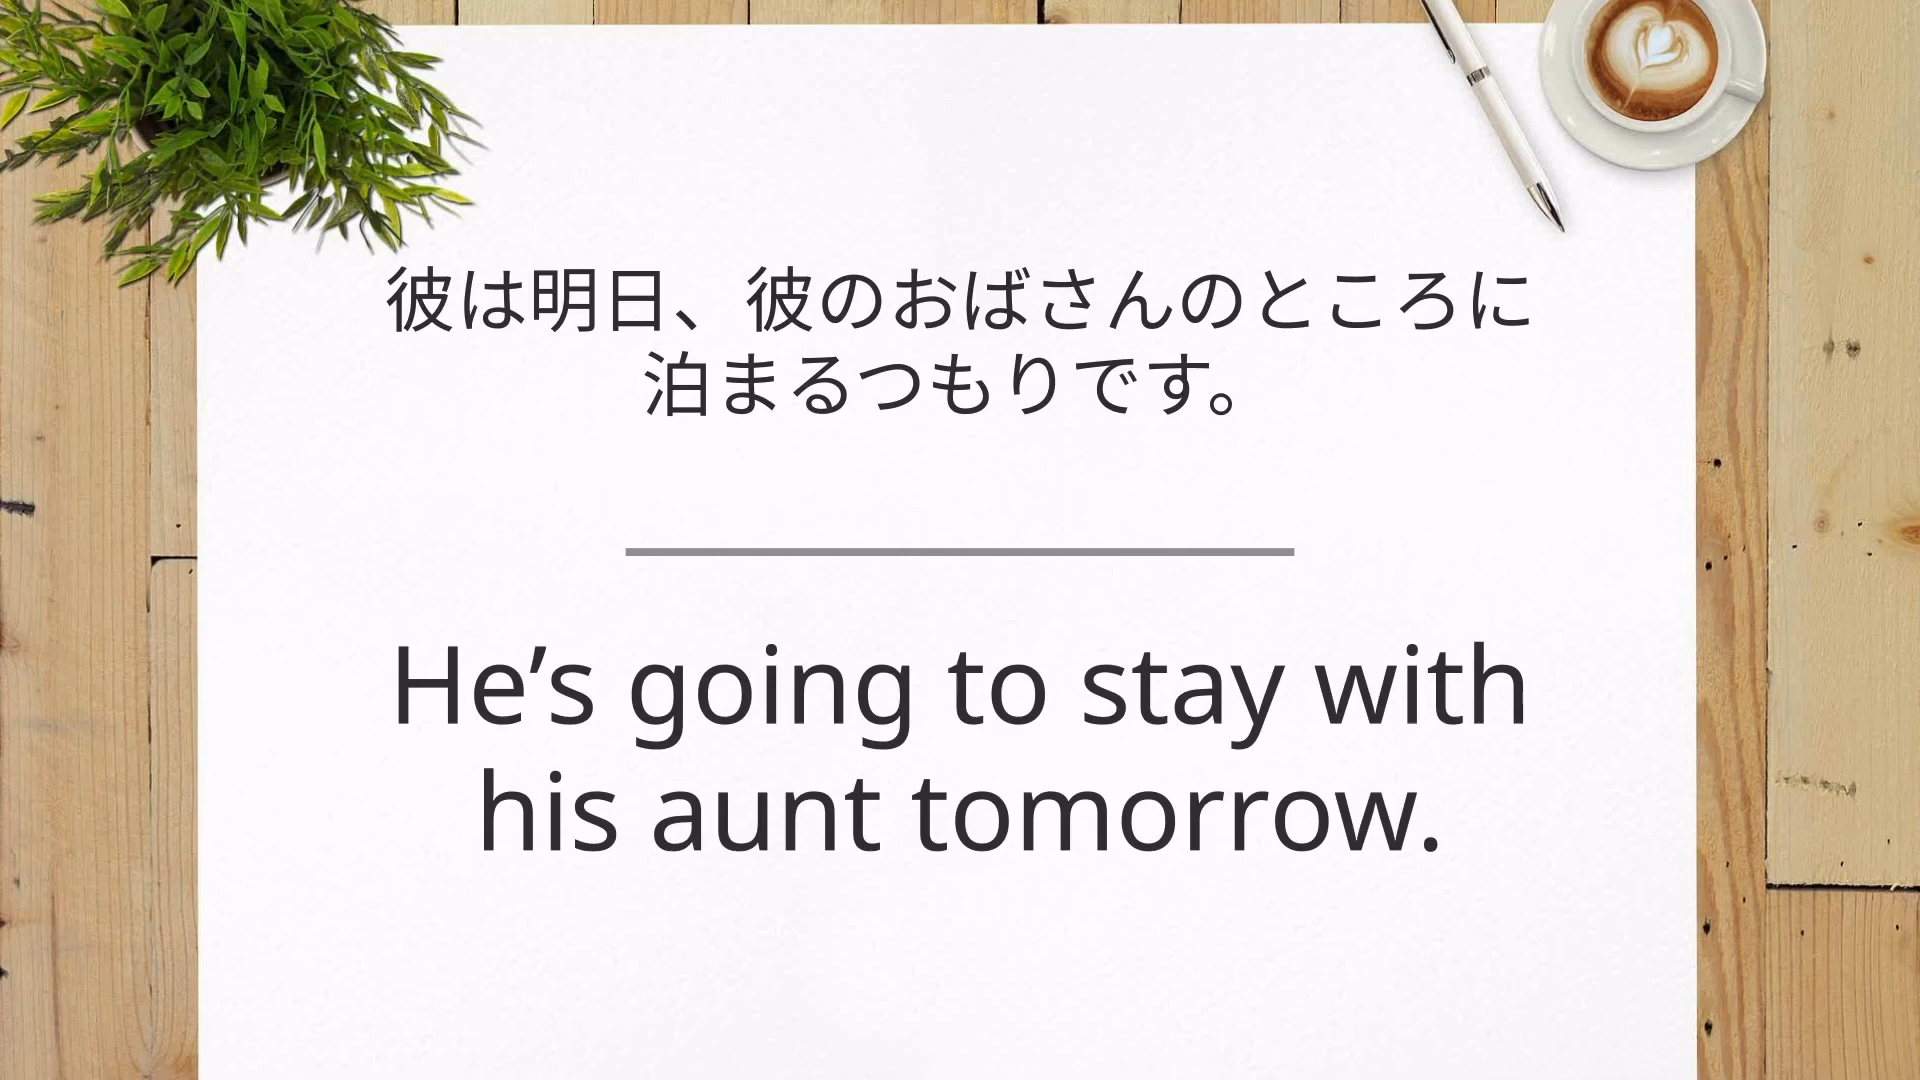 彼は明日、彼のおばさんのところに
泊まるつもりです。
He’s going to stay with
his aunt tomorrow.